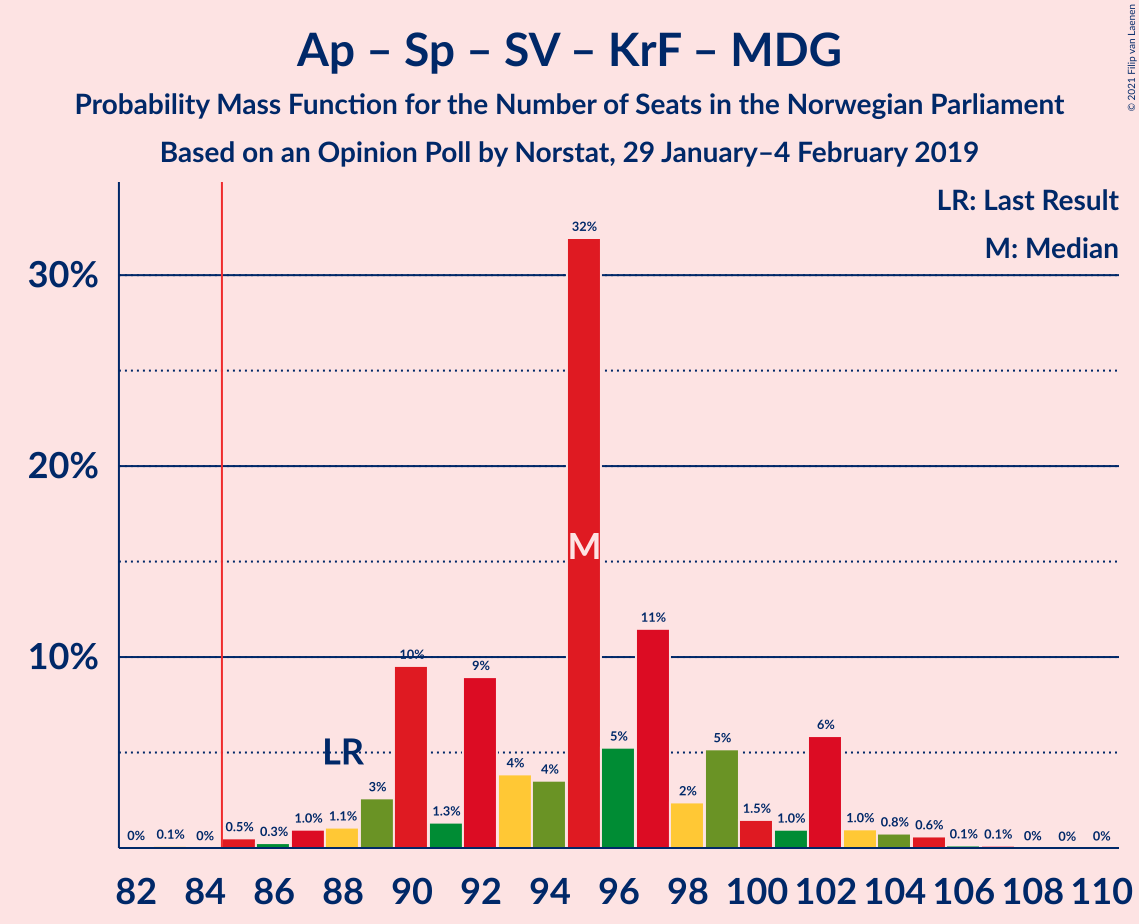 Ap – Sp – SV – KrF – MDG
Probability Mass Function for the Number of Seats in the Norwegian Parliament
Based on an Opinion Poll by Norstat, 29 January–4 February 2019
© 2021 Filip van Laenen
LR: Last Result
M: Median
30%
20%
10%
LR
M
0% 0.1% 0% 0.5% 0.3% 1.0% 1.1% 3% 10% 1.3% 9% 4% 4% 32% 5% 11% 2% 5% 1.5% 1.0% 6% 1.0% 0.8% 0.6% 0.1% 0.1% 0% 0% 0%
82 84 86 88 90 92 94 96 98 100 102 104 106 108 110